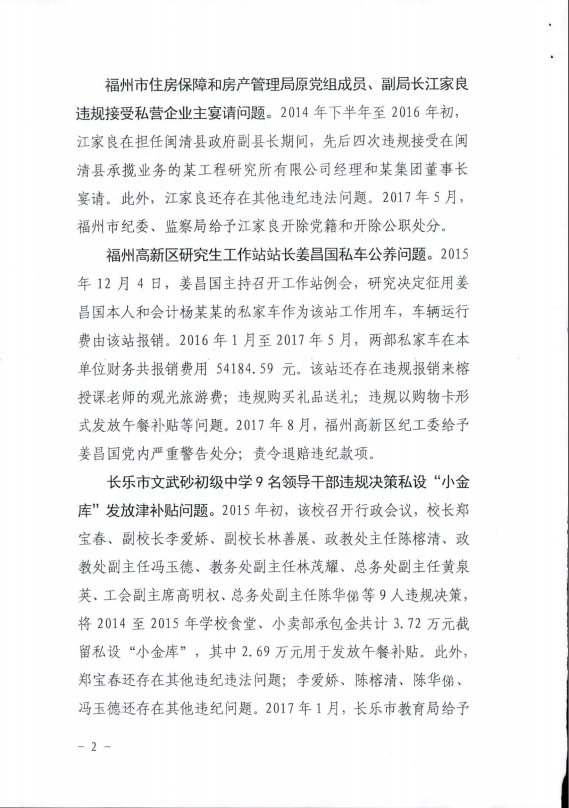 福州市住房保障和房产管理局原党组成员、副局长江家良
违规接受私营企业主宴请问题。2014 年下半年至 2016 年初，
江家良在担任闽清县政府副县长期间，先后四次违规接受在闽
清县承揽业务的某工程研究所有限公司经理和某集团董事长
宴请。此外，江家良还存在其他违纪违法问题。2017 年 5 月，
福州市纪委、监察局给予江家良开除党籍和开除公职处分。
福州高新区研究生工作站站长姜昌国私车公养问题。2015
年 12 月 4 日，姜昌国主持召开工作站例会，研究决定征用姜
昌国本人和会计杨某某的私家车作为该站工作用车，车辆运行
费由该站报销。2016 年 1 月至 2017 年 5 月，两部私家车在本
单位财务共报销费用 54184.59 元。该站还存在违规报销来榕
授课老师的观光旅游费；违规购买礼品送礼；违规以购物卡形
式发放午餐补贴等问题。2017 年 8 月，福州高新区纪工委给予
姜昌国党内严重警告处分；责令退赔违纪款项。
长乐市文武砂初级中学 9 名领导干部违规决策私设“小金
库”发放津补贴问题。2015 年初，该校召开行政会议，校长郑
宝春、副校长李爱娇、副校长林善展、政教处主任陈榕清、政
教处副主任冯玉德、教务处副主任林茂耀、总务处副主任黄泉
英、工会副主席高明权、总务处副主任陈华俤等 9 人违规决策，
将 2014 至 2015 年学校食堂、小卖部承包金共计 3.72 万元截
留私设“小金库”，其中 2.69 万元用于发放午餐补贴。此外，
郑宝春还存在其他违纪违法问题；李爱娇、陈榕清、陈华俤、
冯玉德还存在其他违纪问题。2017 年 1 月，长乐市教育局给予
- 2 -